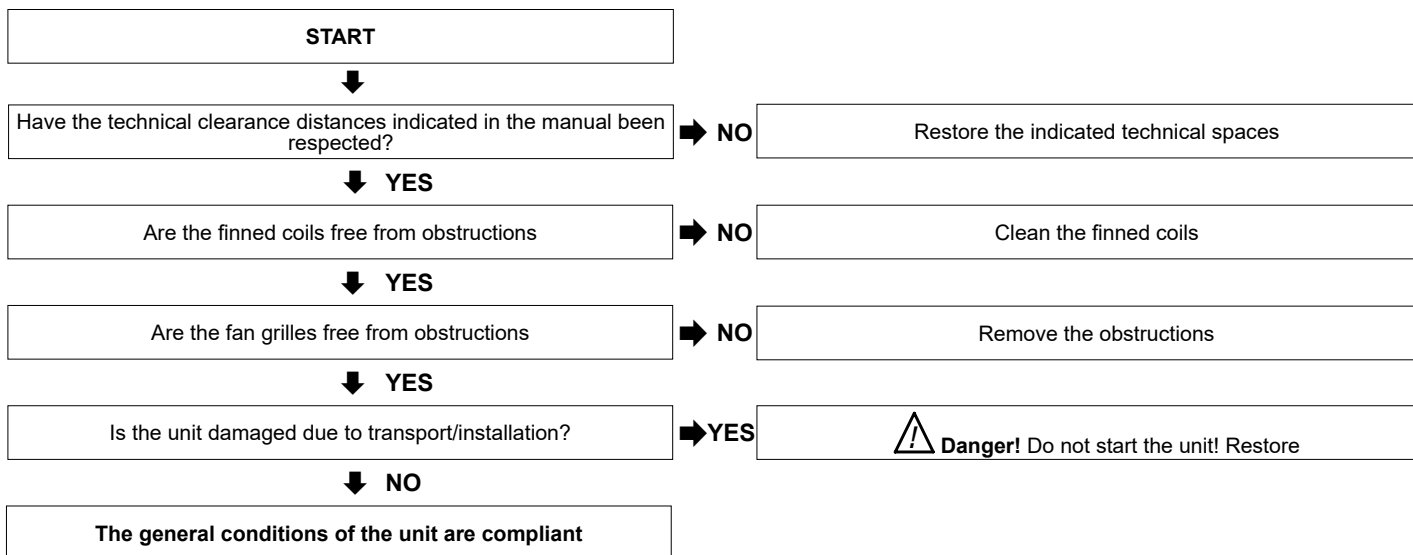 START
Have the technical clearance distances indicated in the manual been
respected?
NO
Restore the indicated technical spaces
YES
Are the finned coils free from obstructions
NO
Clean the finned coils
YES
Are the fan grilles free from obstructions
NO
Remove the obstructions
YES
Is the unit damaged due to transport/installation?
YES
! Danger! Do not start the unit! Restore
NO
The general conditions of the unit are compliant